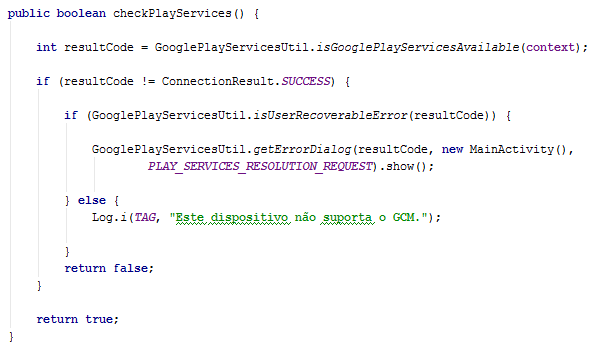 public boolean checkPlayServices() {
int resultCode = GooglePlayServicesUtil.isGooglePlayServicesAvailable(context);
if (resultCode != ConnectionResult.SUCCESS) {
if (GooglePlayServicesUtil.isUserRecoverableError(resultCode)) {
GooglePlayServicesUtil.getErrorDialog(resultCode, new MainActivity(),
PLAY_SERVICES_RESOLUTION_REQUEST).show();
} else {
Log.i(TAG, "Este dispositivo não suporta o GCM.");
}
return false;
}
return true;
}